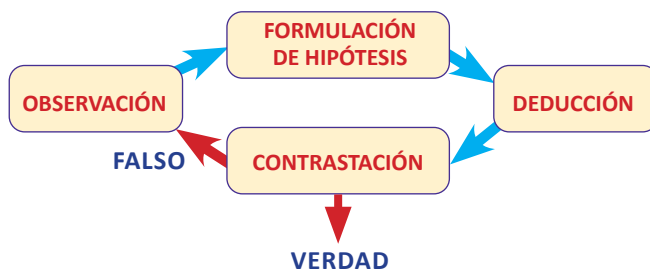 FORMULACIÓN
DE HIPÓTESIS
OBSERVACIÓN
DEDUCCIÓN
FALSO
CONTRASTACIÓN
VERDAD